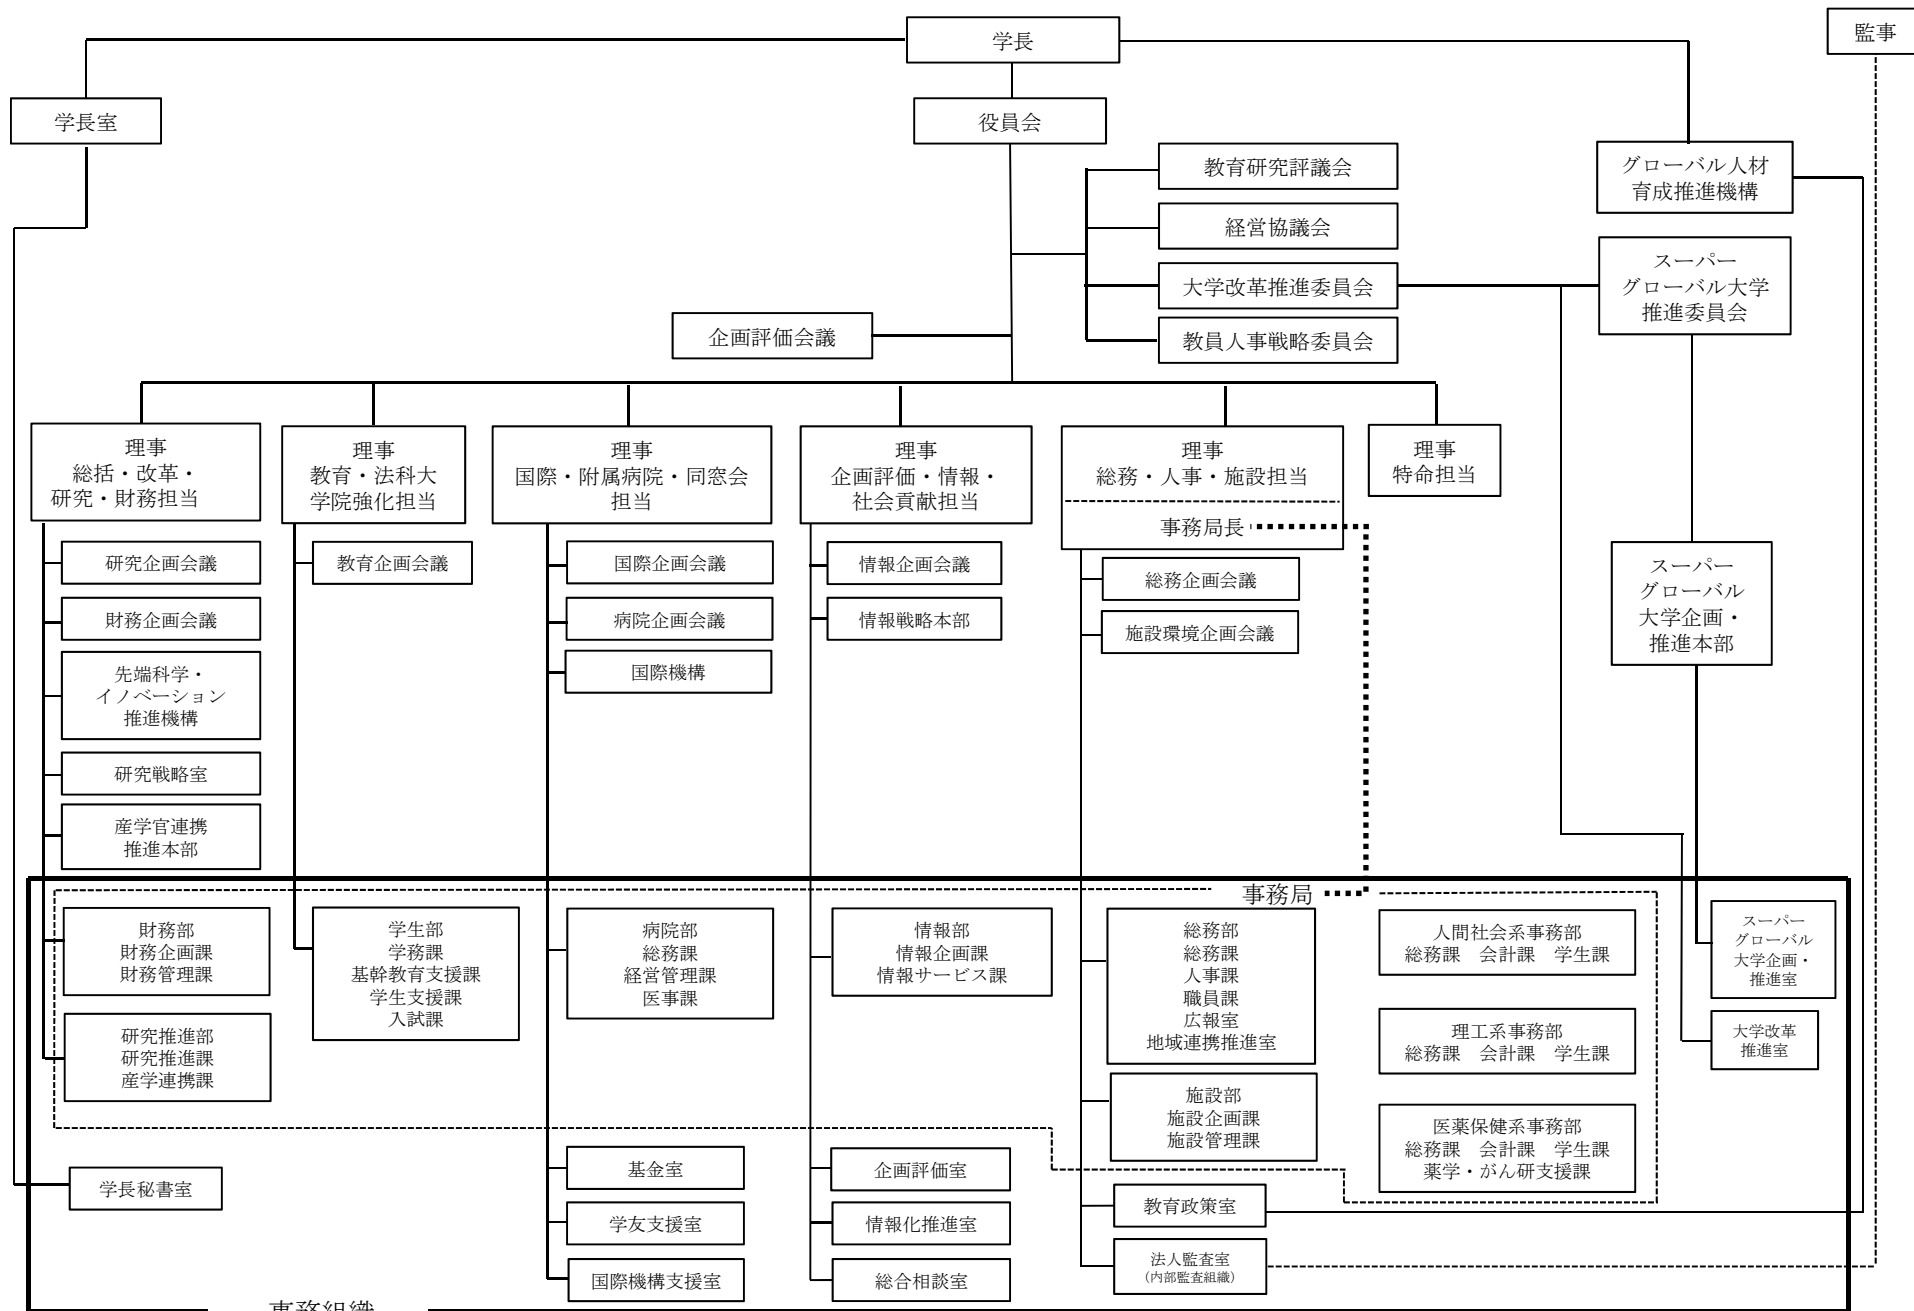 学長
監事
学長室
役員会
教育研究評議会
グローバル人材
育成推進機構
経営協議会
スーパー
グローバル大学
推進委員会
大学改革推進委員会
企画評価会議
教員人事戦略委員会
理事
総括・改革・
研究・財務担当
理事
教育・法科大
学院強化担当
理事
国際・附属病院・同窓会
担当
理事
企画評価・情報・
社会貢献担当
理事
総務・人事・施設担当
事務局長
理事
特命担当
研究企画会議
財務企画会議
先端科学・
イノベーション
推進機構
研究戦略室
産学官連携
推進本部
教育企画会議
国際企画会議
病院企画会議
国際機構
情報企画会議
情報戦略本部
総務企画会議
施設環境企画会議
スーパー
グローバル
大学企画・
推進本部
事務局
財務部
財務企画課
財務管理課
研究推進部
研究推進課
産学連携課
学生部
学務課
基幹教育支援課
学生支援課
入試課
病院部
総務課
経営管理課
医事課
情報部
情報企画課
情報サービス課
総務部
総務課
人事課
職員課
広報室
地域連携推進室
施設部
施設企画課
施設管理課
人間社会系事務部
総務課 会計課 学生課
理工系事務部
総務課 会計課 学生課
医薬保健系事務部
総務課 会計課 学生課
薬学・がん研支援課
スーパー
グローバル
大学企画・
推進室
大学改革
推進室
学長秘書室
基金室
学友支援室
国際機構支援室
企画評価室
情報化推進室
総合相談室
教育政策室
法人監査室
(内部監査組織)
事務組織